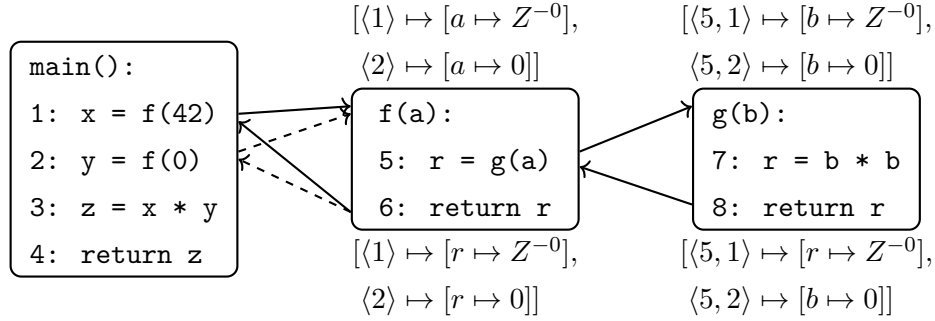 [⟨1⟩ ↦ [a ↦ Z⁻⁰],
⟨2⟩ ↦ [a ↦ 0]]
[⟨5, 1⟩ ↦ [b ↦ Z⁻⁰],
⟨5, 2⟩ ↦ [b ↦ 0]]
main():
1: x = f(42)
2: y = f(0)
3: z = x * y
4: return z
f(a):
5: r = g(a)
6: return r
g(b):
7: r = b * b
8: return r
[⟨1⟩ ↦ [r ↦ Z⁻⁰],
⟨2⟩ ↦ [r ↦ 0]]
[⟨5, 1⟩ ↦ [r ↦ Z⁻⁰],
⟨5, 2⟩ ↦ [b ↦ 0]]